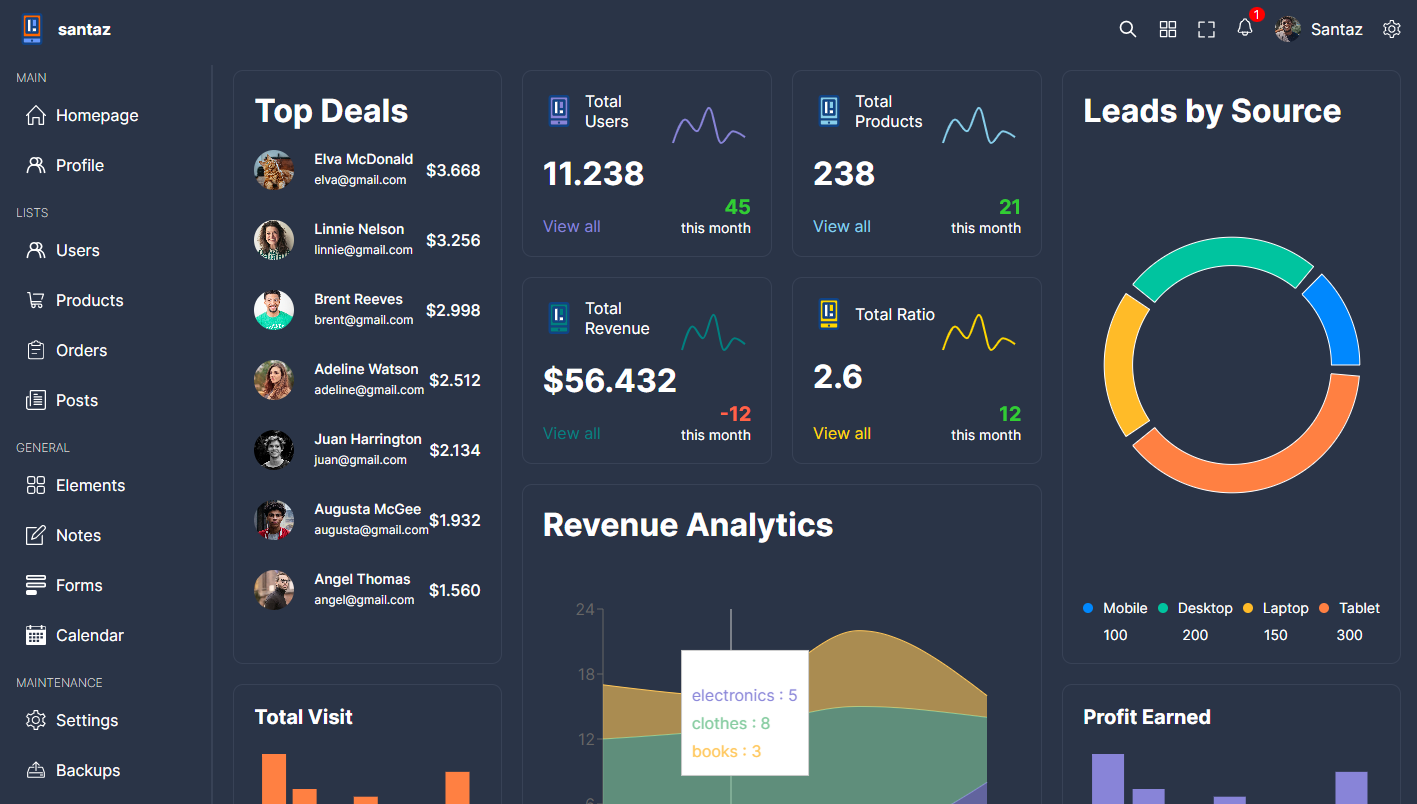 santaz
1
Santaz
MAIN
Homepage
Profile
LISTS
Users
Products
Orders
Posts
GENERAL
Elements
Notes
Forms
Calendar
MAINTENANCE
Settings
Backups
Top Deals
Elva McDonald
elva@gmail.com
$3.668
Linnie Nelson
linnie@gmail.com
$3.256
Brent Reeves
brent@gmail.com
$2.998
Adeline Watson
adeline@gmail.com
$2.512
Juan Harrington
juan@gmail.com
$2.134
Augusta McGee
augusta@gmail.com
$1.932
Angel Thomas
angel@gmail.com
$1.560
Total Visit
Total
Users
11.238
View all
45
this month
Total
Products
238
View all
21
this month
Total
Revenue
$56.432
View all
-12
this month
Total Ratio
2.6
View all
12
this month
Revenue Analytics
24
18
12
6
electronics : 5
clothes : 8
books : 3
Leads by Source
Mobile
100
Desktop
200
Laptop
150
Tablet
300
Profit Earned